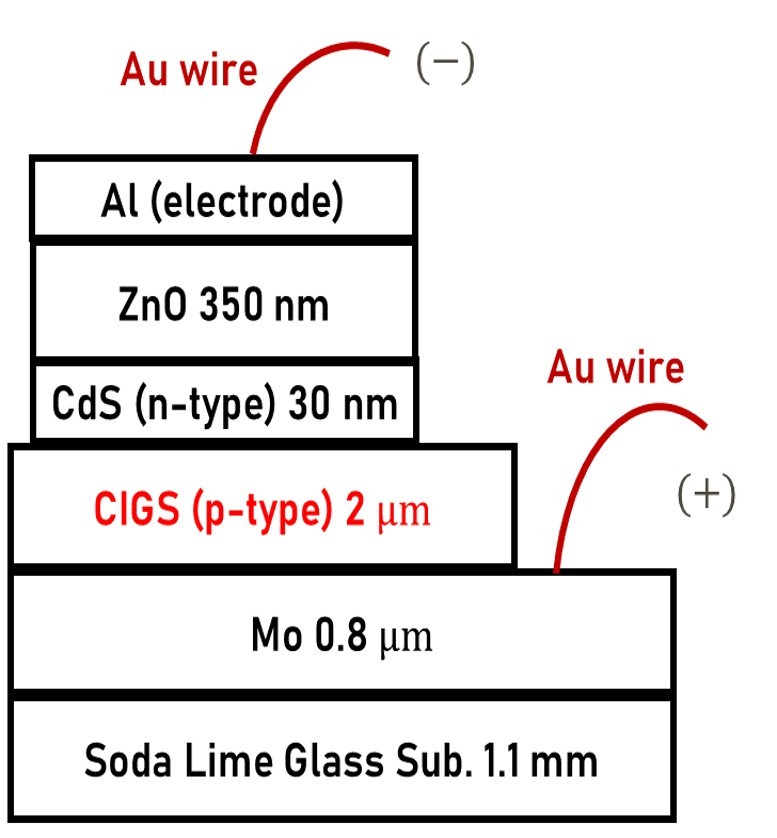 Au wire
(−)
Al (electrode)
ZnO 350 nm
CdS (n-type) 30 nm
Au wire
(+)
CIGS (p-type) 2 μm
Mo 0.8 μm
Soda Lime Glass Sub. 1.1 mm